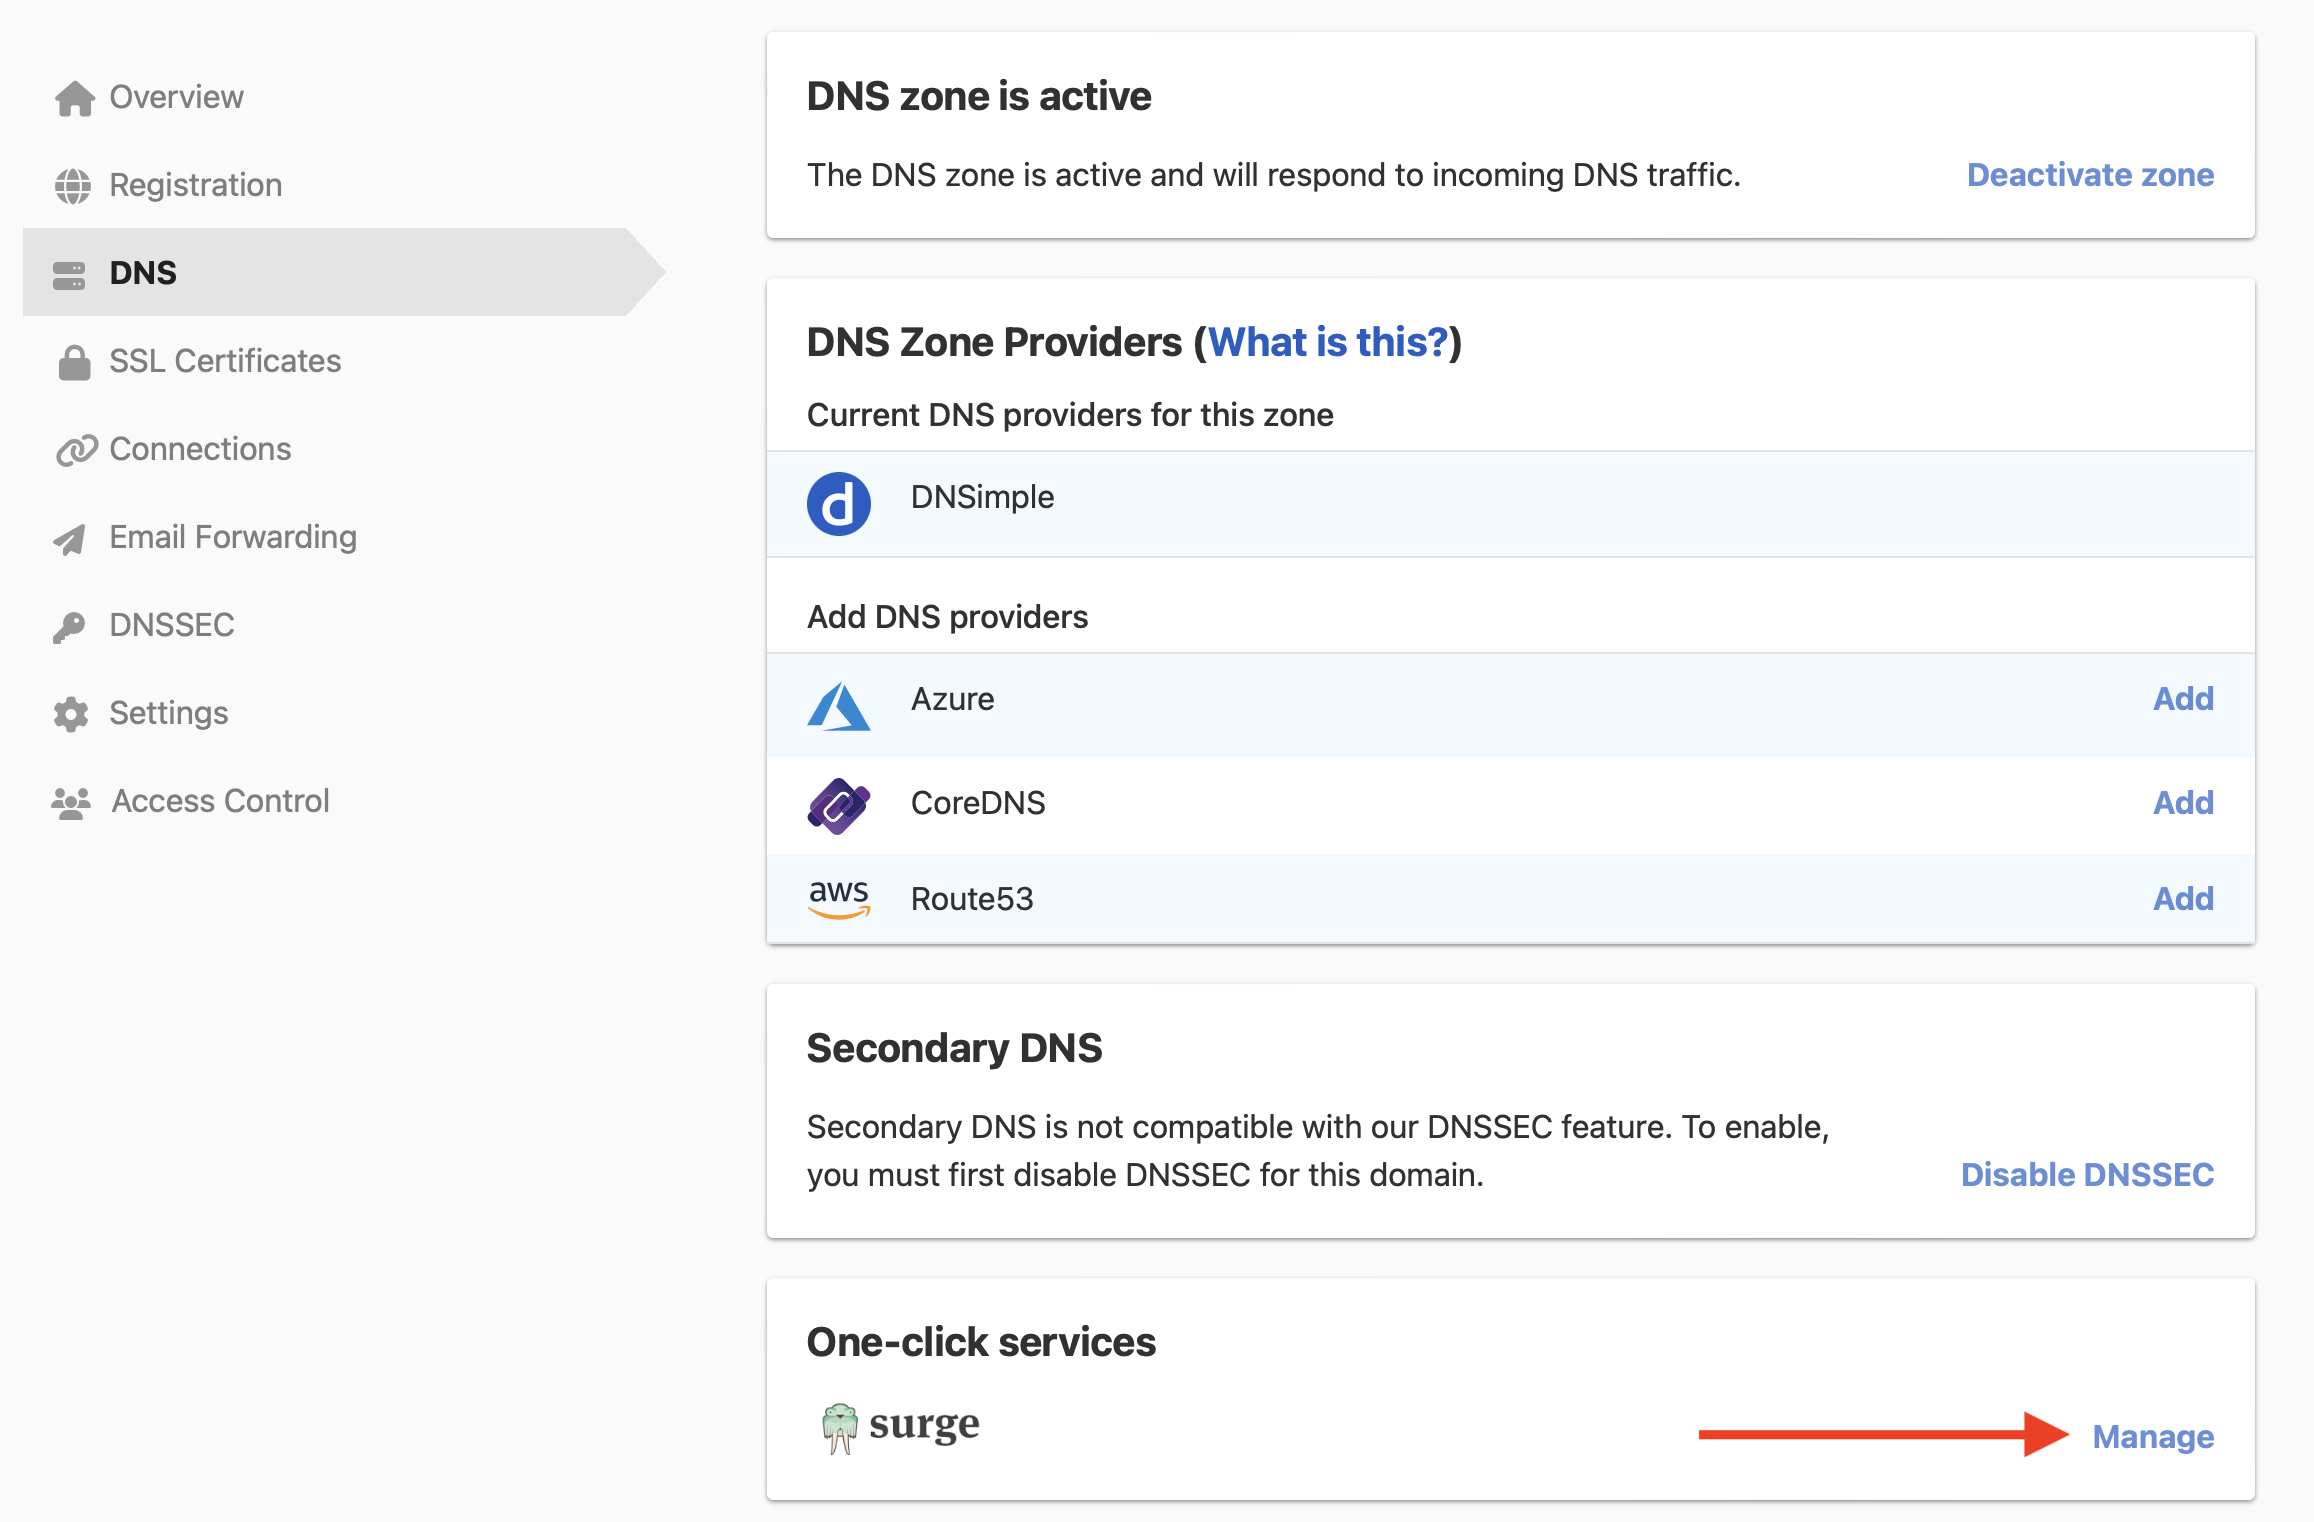 Overview
Registration
DNS
SSL Certificates
Connections
Email Forwarding
DNSSEC
Settings
Access Control
DNS zone is active
The DNS zone is active and will respond to incoming DNS traffic.
Deactivate zone
DNS Zone Providers (What is this?)
Current DNS providers for this zone
d DNSimple
Add DNS providers
Azure Add
CoreDNS Add
aws Route53 Add
Secondary DNS
Secondary DNS is not compatible with our DNSSEC feature. To enable,
you must first disable DNSSEC for this domain.
Disable DNSSEC
One-click services
surge Manage